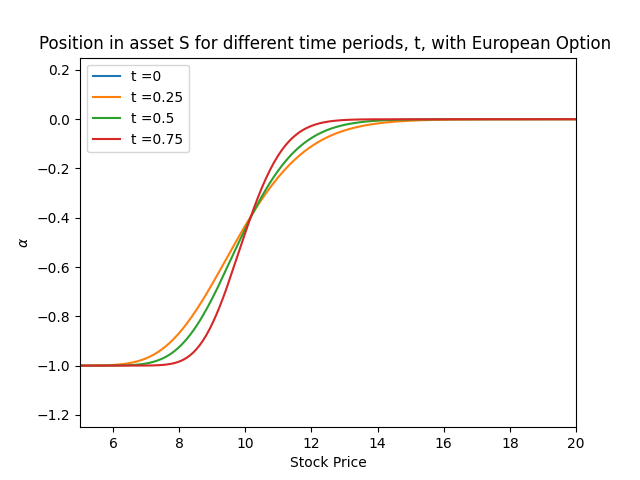 Position in asset S for different time periods, t, with European Option
t =0
t =0.25
t =0.5
t =0.75
0.2
0.0
−0.2
−0.4
−0.6
−0.8
−1.0
−1.2
α
6 8 10 12 14 16 18 20
Stock Price